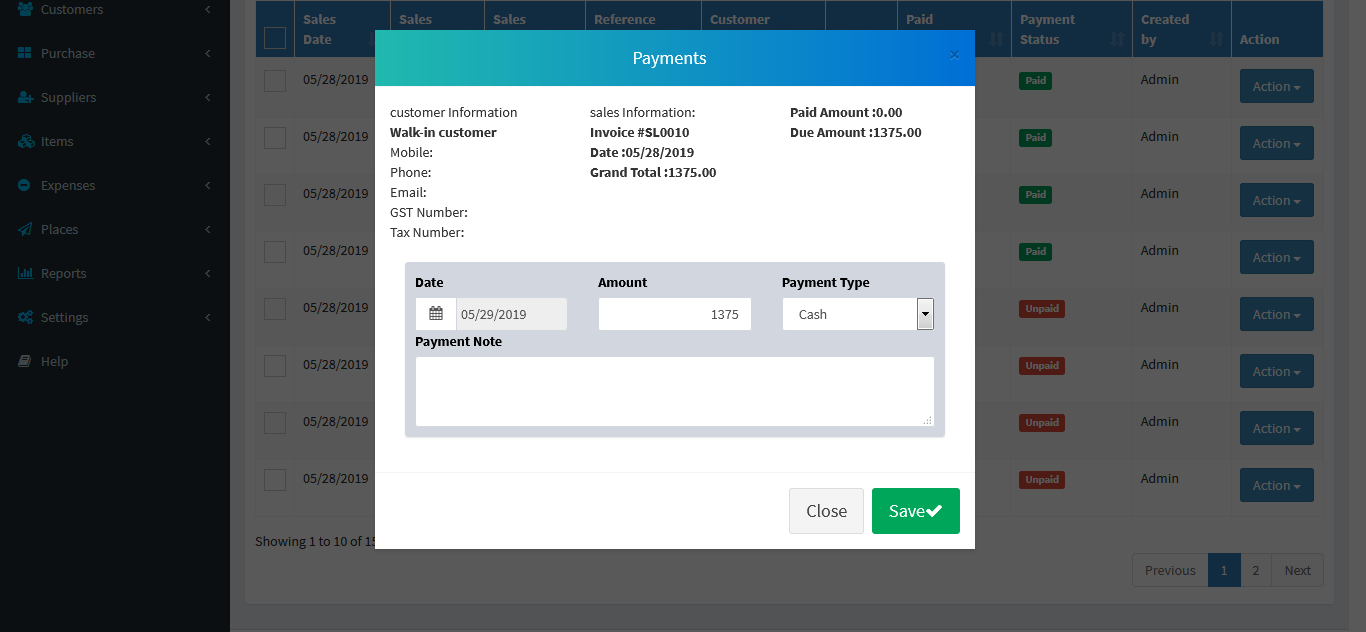 Customers
Purchase
Suppliers
Items
Expenses
Places
Reports
Settings
Help
Sales Date
Sales
Sales
Reference
Customer
Paid
Payment Status
Created by
Action
05/28/2019 Paid Admin Action
05/28/2019 Paid Admin Action
05/28/2019 Paid Admin Action
05/28/2019 Paid Admin Action
05/28/2019 Unpaid Admin Action
05/28/2019 Unpaid Admin Action
05/28/2019 Unpaid Admin Action
05/28/2019 Unpaid Admin Action
Showing 1 to 10 of 15
Previous 1 2 Next
Payments ×
customer Information
Walk-in customer
Mobile:
Phone:
Email:
GST Number:
Tax Number:
sales Information:
Invoice #SL0010
Date :05/28/2019
Grand Total :1375.00
Paid Amount :0.00
Due Amount :1375.00
Date Amount Payment Type
05/29/2019 1375 Cash
Payment Note
Close Save